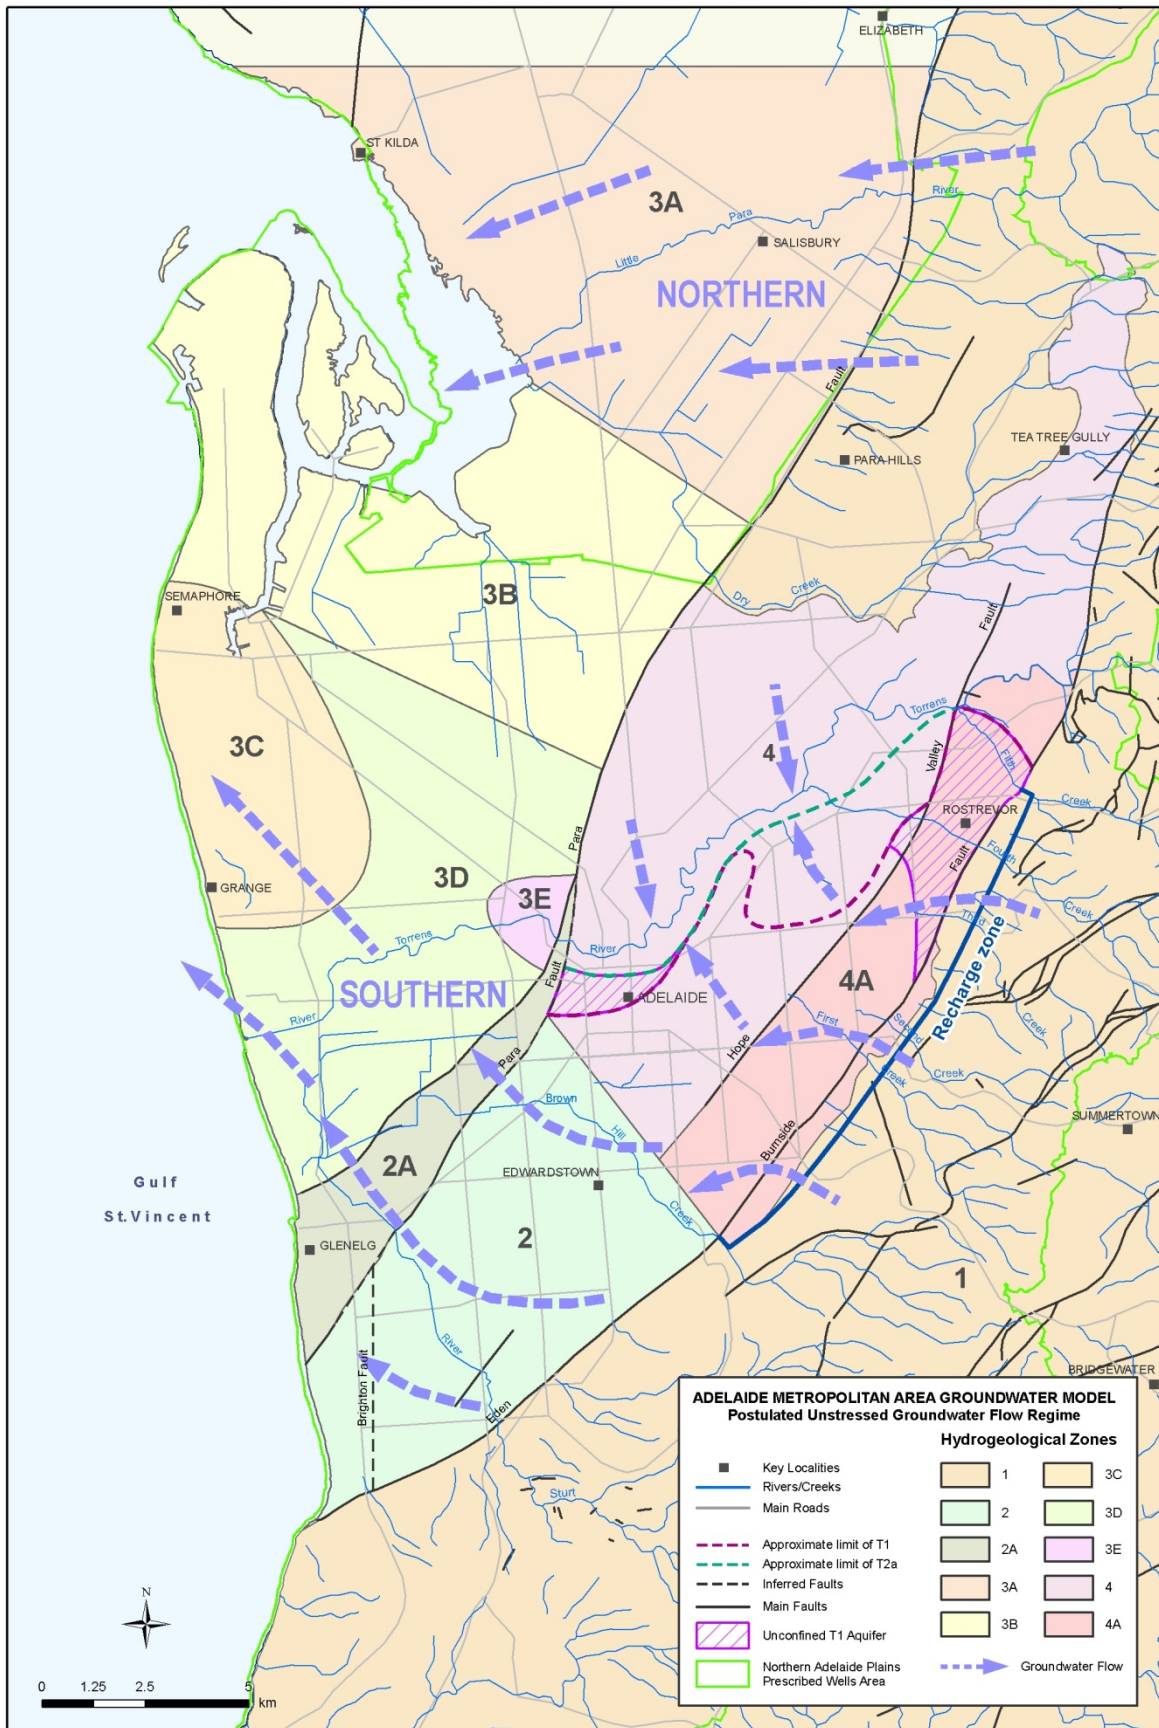 ELIZABETH
ST KILDA
3A
River
Para
SALISBURY
Little
NORTHERN
Fault
TEA TREE GULLY
PARA HILLS
3B
Creek
Dry
SEMAPHORE
Fault
Torrens
3C
4
Valley
Fifth
Creek
ROSTREVOR
Para
Fourth
Fault
GRANGE
3D
3E
Creek
Third
Torrens
River
Recharge zone
Fault
4A
SOUTHERN
ADELAIDE
River
First
Second
Creek
Hope
Para
Creek
Creek
Brown
Hill
SUMMERTOWN
Burnside
2A
EDWARDSTOWN
Gulf
St.Vincent
Creek
GLENELG
2
1
River
Brighton Fault
BRIDGEWATER
Eden
Sturt
ADELAIDE METROPOLITAN AREA GROUNDWATER MODEL
Postulated Unstressed Groundwater Flow Regime
Hydrogeological Zones
Key Localities
Rivers/Creeks
Main Roads
Approximate limit of T1
Approximate limit of T2a
Inferred Faults
Main Faults
Unconfined T1 Aquifer
Northern Adelaide Plains
Prescribed Wells Area
1
2
2A
3A
3B
3C
3D
3E
4
4A
Groundwater Flow
N
0 1.25 2.5 5
km